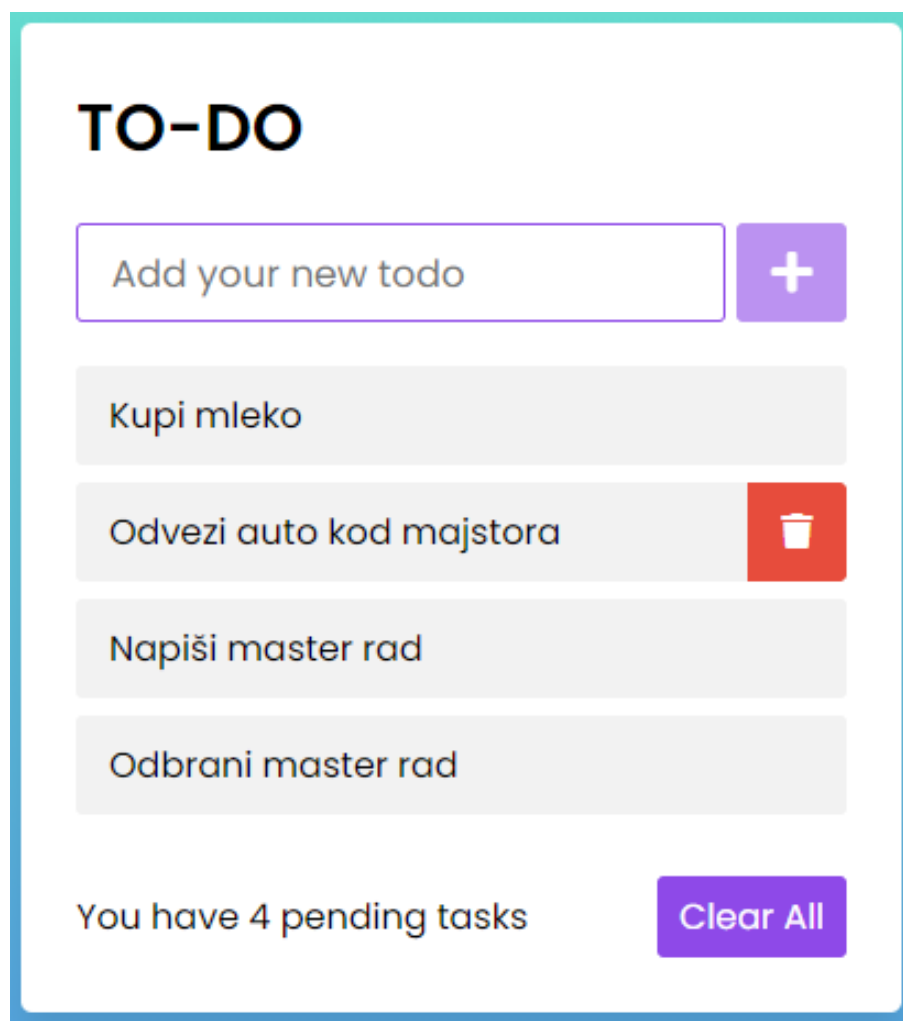 TO-DO
Add your new todo
Kupi mleko
Odvezi auto kod majstora
Napiši master rad
Odbrani master rad
You have 4 pending tasks
Clear All